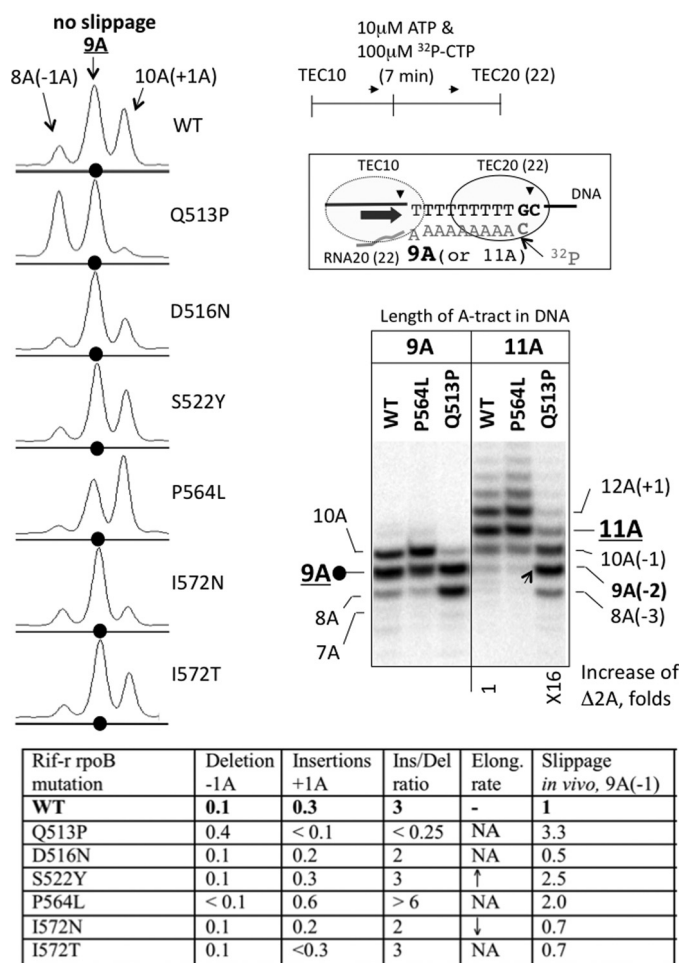 no slippage
9A
8A(-1A)
10A(+1A)
WT
Q513P
D516N
S522Y
P564L
I572N
I572T
10µM ATP &
100µM ³²P-CTP
TEC10 (7 min) TEC20 (22)
TEC10 TEC20 (22)
DNA
TTTTTTTTTGC
AAAAAAAAAC
RNA20 (22) 9A (or 11A) ³²P
Length of A-tract in DNA
9A 11A
WT P564L Q513P WT P564L Q513P
10A
9A
8A
7A
12A(+1)
11A
10A(-1)
9A(-2)
8A(-3)
1 X16
Increase of
Δ2A, folds
Rif-r rpoB mutation Deletion -1A Insertions +1A Ins/Del ratio Elong. rate Slippage in vivo, 9A(-1)
WT 0.1 0.3 3 - 1
Q513P 0.4 < 0.1 < 0.25 NA 3.3
D516N 0.1 0.2 2 NA 0.5
S522Y 0.1 0.3 3 ↑ 2.5
P564L < 0.1 0.6 > 6 NA 2.0
I572N 0.1 0.2 2 ↓ 0.7
I572T 0.1 <0.3 3 NA 0.7